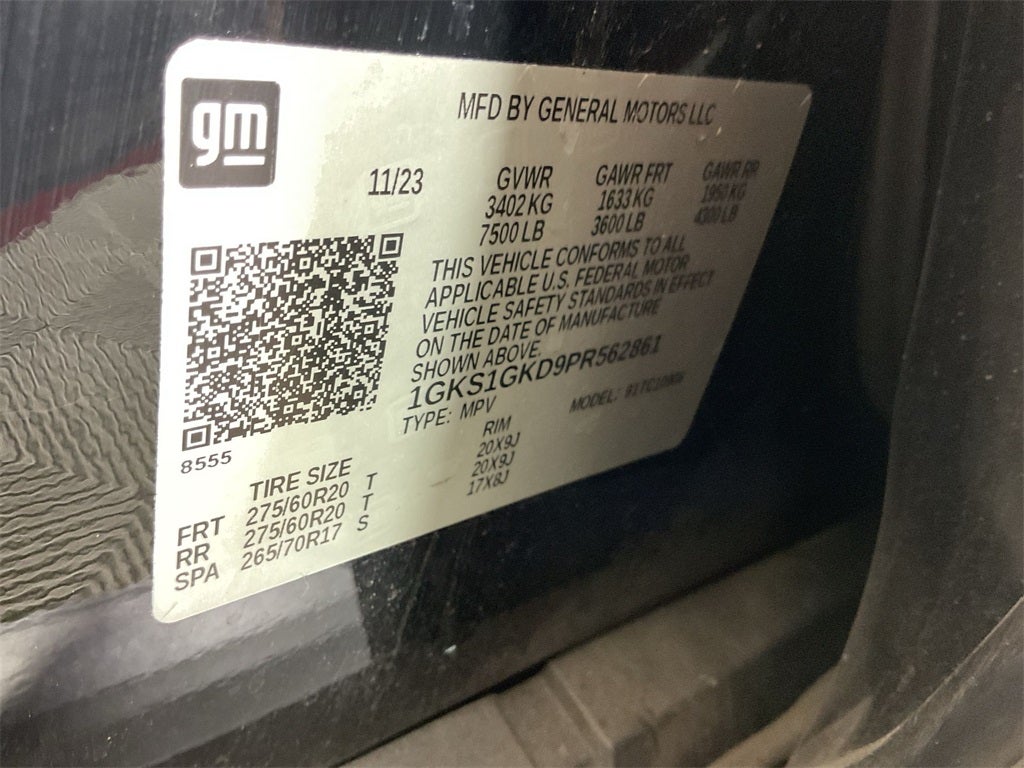 gm
MFD BY GENERAL MOTORS LLC
11/23
GVWR GAWR FRT GAWR RR
3402 KG 1633 KG 1950 KG
7500 LB 3600 LB 4300 LB
THIS VEHICLE CONFORMS TO ALL
APPLICABLE U.S. FEDERAL MOTOR
VEHICLE SAFETY STANDARDS IN EFFECT
ON THE DATE OF MANUFACTURE
SHOWN ABOVE.
1GKS1GKD9PR562861
TYPE: MPV MODEL:
8555
TIRE SIZE RIM
FRT 275/60R20 T 20X9J
RR 275/60R20 T 20X9J
SPA 265/70R17 S 17X8J